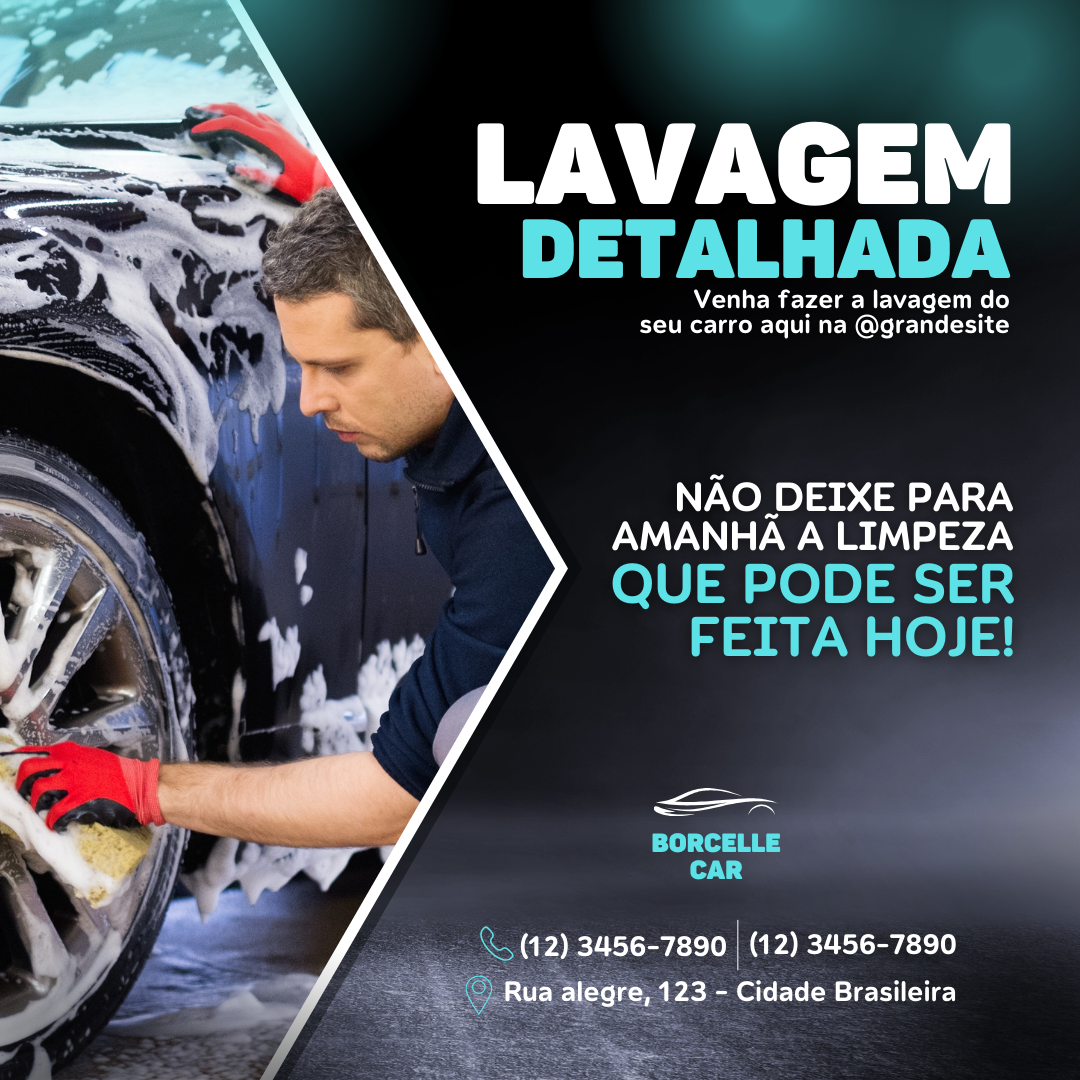 LAVAGEM
DETALHADA
Venha fazer a lavagem do
seu carro aqui na @grandesite
NÃO DEIXE PARA
AMANHÃ A LIMPEZA
QUE PODE SER
FEITA HOJE!
BORCELLE
CAR
(12) 3456-7890 (12) 3456-7890
Rua alegre, 123 - Cidade Brasileira